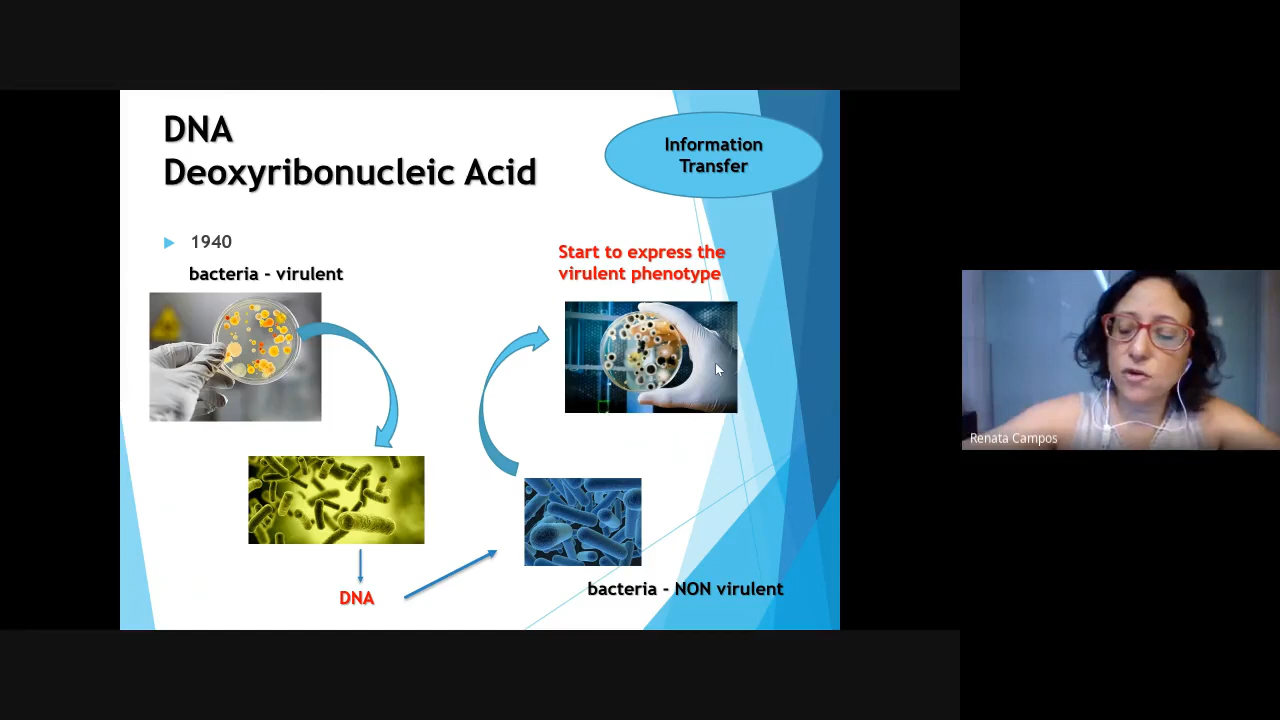 DNA
Deoxyribonucleic Acid
Information
Transfer
1940
bacteria - virulent
Start to express the
virulent phenotype
DNA
bacteria - NON virulent
Renata Campos